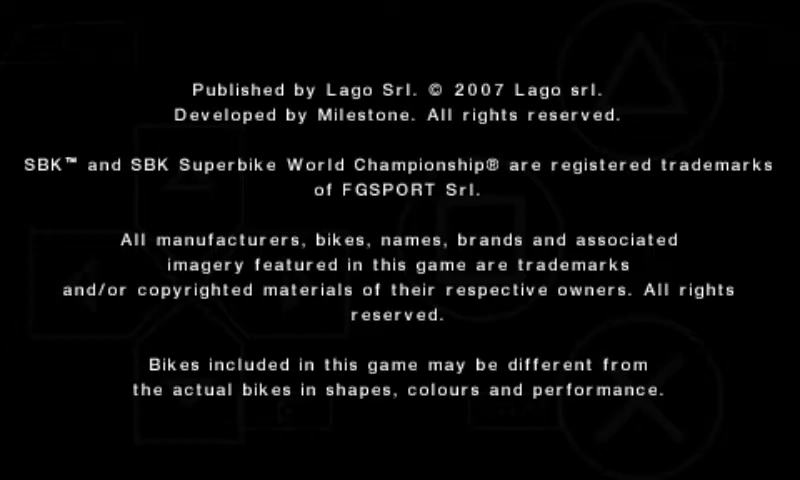 Published by Lago Srl. © 2007 Lago srl.
Developed by Milestone. All rights reserved.
SBK™ and SBK Superbike World Championship® are registered trademarks
of FGSPORT Srl.
All manufacturers, bikes, names, brands and associated
imagery featured in this game are trademarks
and/or copyrighted materials of their respective owners. All rights
reserved.
Bikes included in this game may be different from
the actual bikes in shapes, colours and performance.